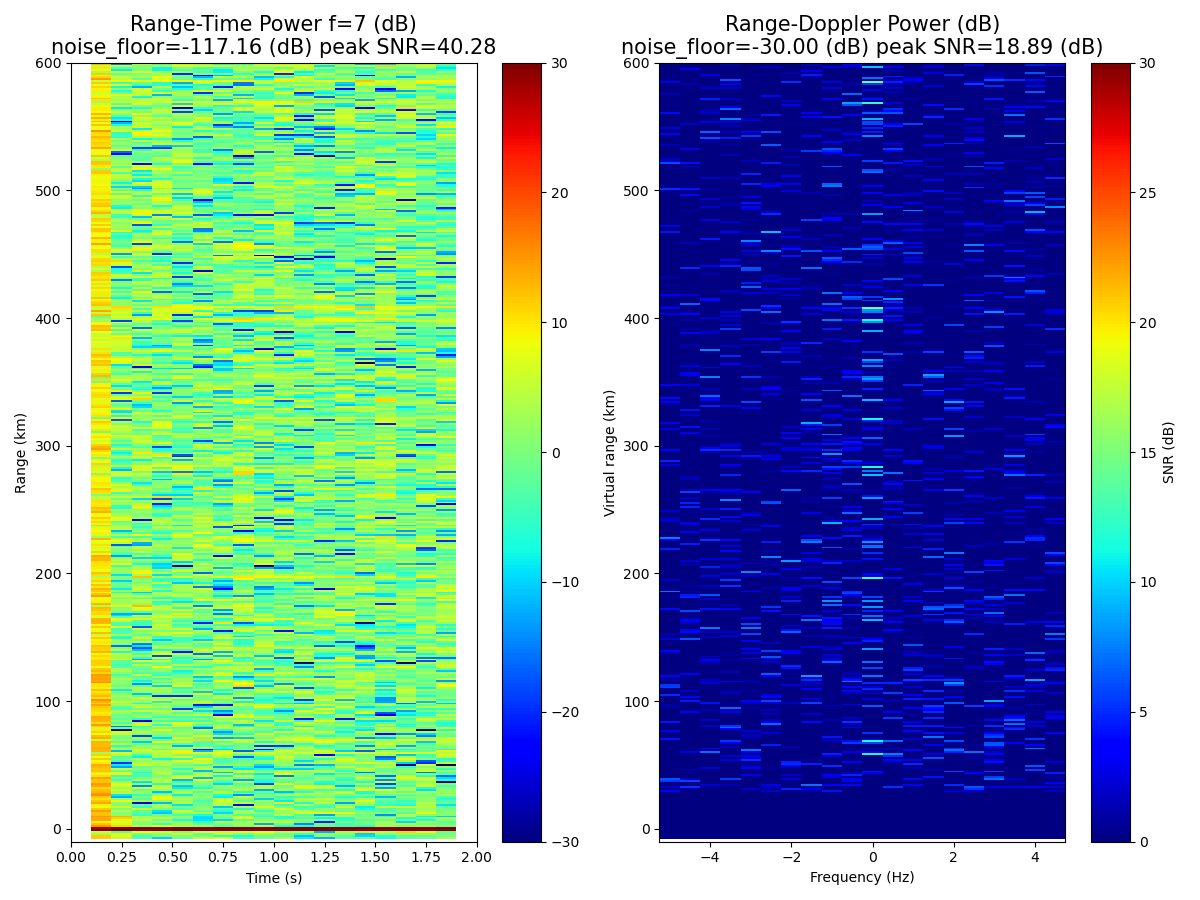 Range-Time Power f=7 (dB)
noise_floor=-117.16 (dB) peak SNR=40.28
Range-Doppler Power (dB)
noise_floor=-30.00 (dB) peak SNR=18.89 (dB)
600
500
400
300
200
100
0
Range (km)
0.00 0.25 0.50 0.75 1.00 1.25 1.50 1.75 2.00
Time (s)
30
20
10
0
−10
−20
−30
600
500
400
300
200
100
0
Virtual range (km)
−4 −2 0 2 4
Frequency (Hz)
30
25
20
15
10
5
0
SNR (dB)